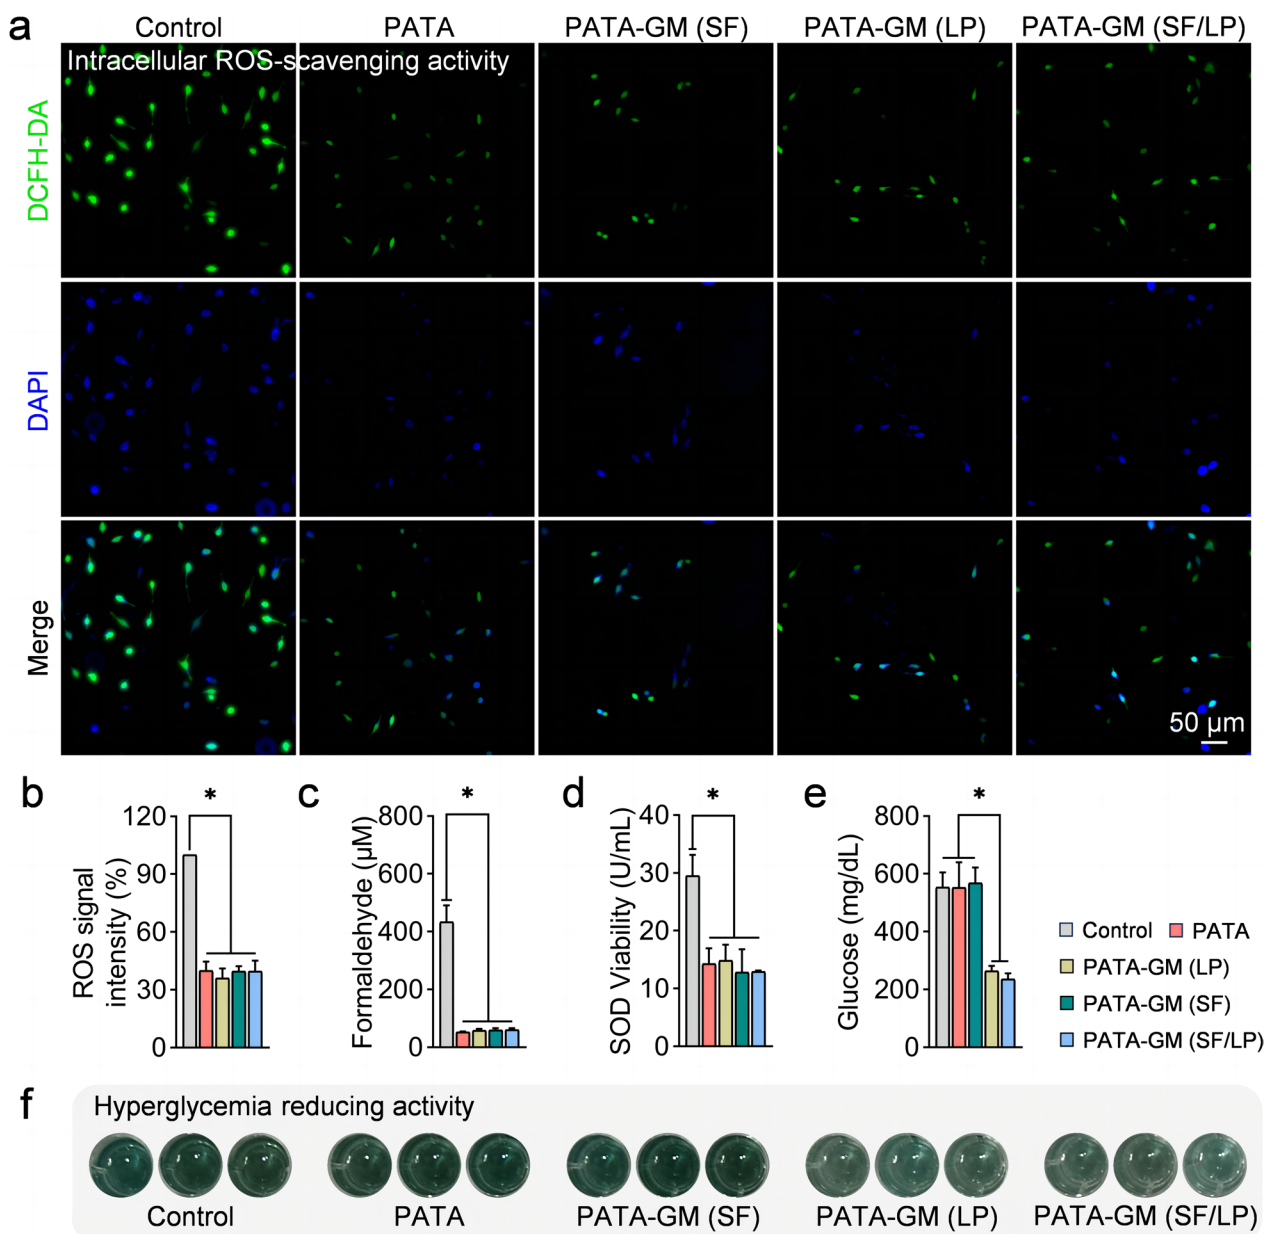 a
Control PATA PATA-GM (SF) PATA-GM (LP) PATA-GM (SF/LP)
Intracellular ROS-scavenging activity
DCFH-DA
DAPI
Merge
50 µm
b
ROS signal
intensity (%)
120
90
60
30
0
*
c
Formaldehyde (µM)
800
600
400
200
0
*
d
SOD Viability (U/mL)
40
30
20
10
0
*
e
Glucose (mg/dL)
800
600
400
200
0
*
Control PATA
PATA-GM (LP)
PATA-GM (SF)
PATA-GM (SF/LP)
f
Hyperglycemia reducing activity
Control PATA PATA-GM (SF) PATA-GM (LP) PATA-GM (SF/LP)